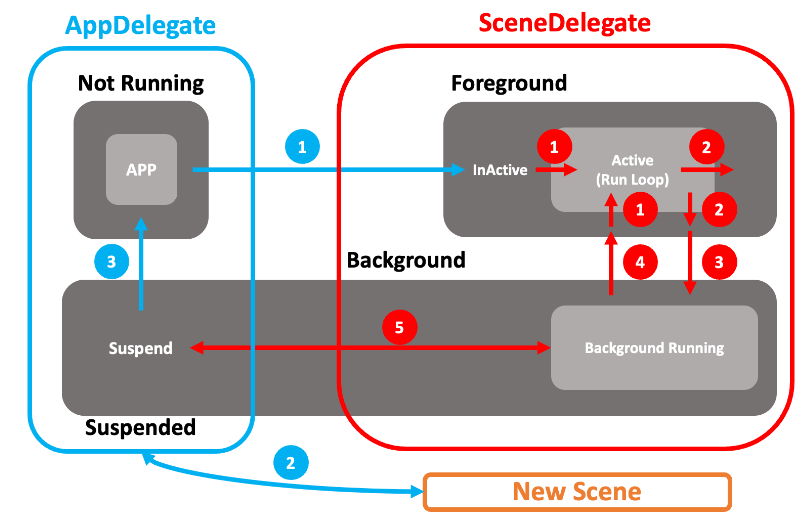 AppDelegate
SceneDelegate
Not Running
Foreground
1
APP
InActive
1
Active
(Run Loop)
2
1
2
3
Background
4
3
Suspend
5
Background Running
Suspended
2
New Scene